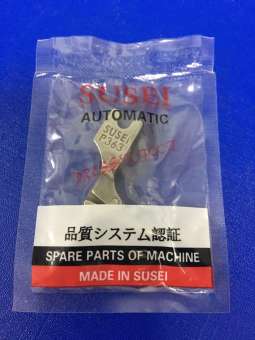 SUSEI
AUTOMATIC
SUSEI
P363
品質システム認証
SPARE PARTS OF MACHINE
MADE IN SUSEI